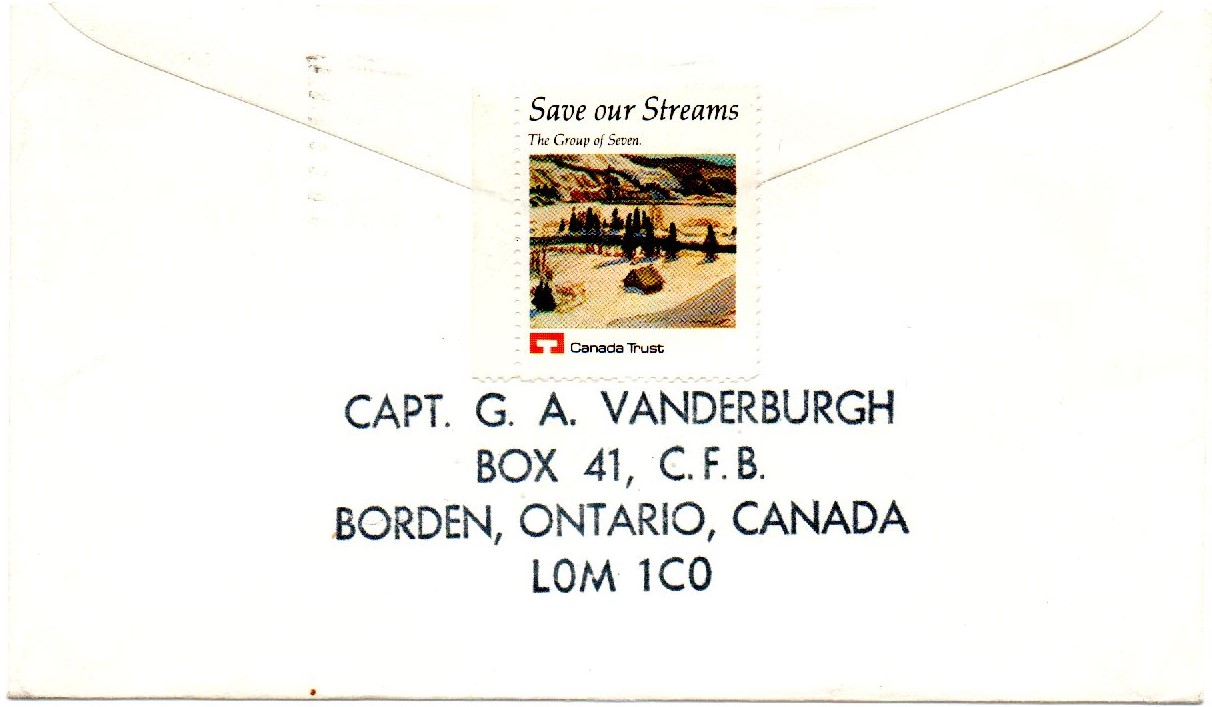 Save our Streams
The Group of Seven.
Canada Trust
CAPT. G. A. VANDERBURGH
BOX 41, C.F.B.
BORDEN, ONTARIO, CANADA
L0M 1C0